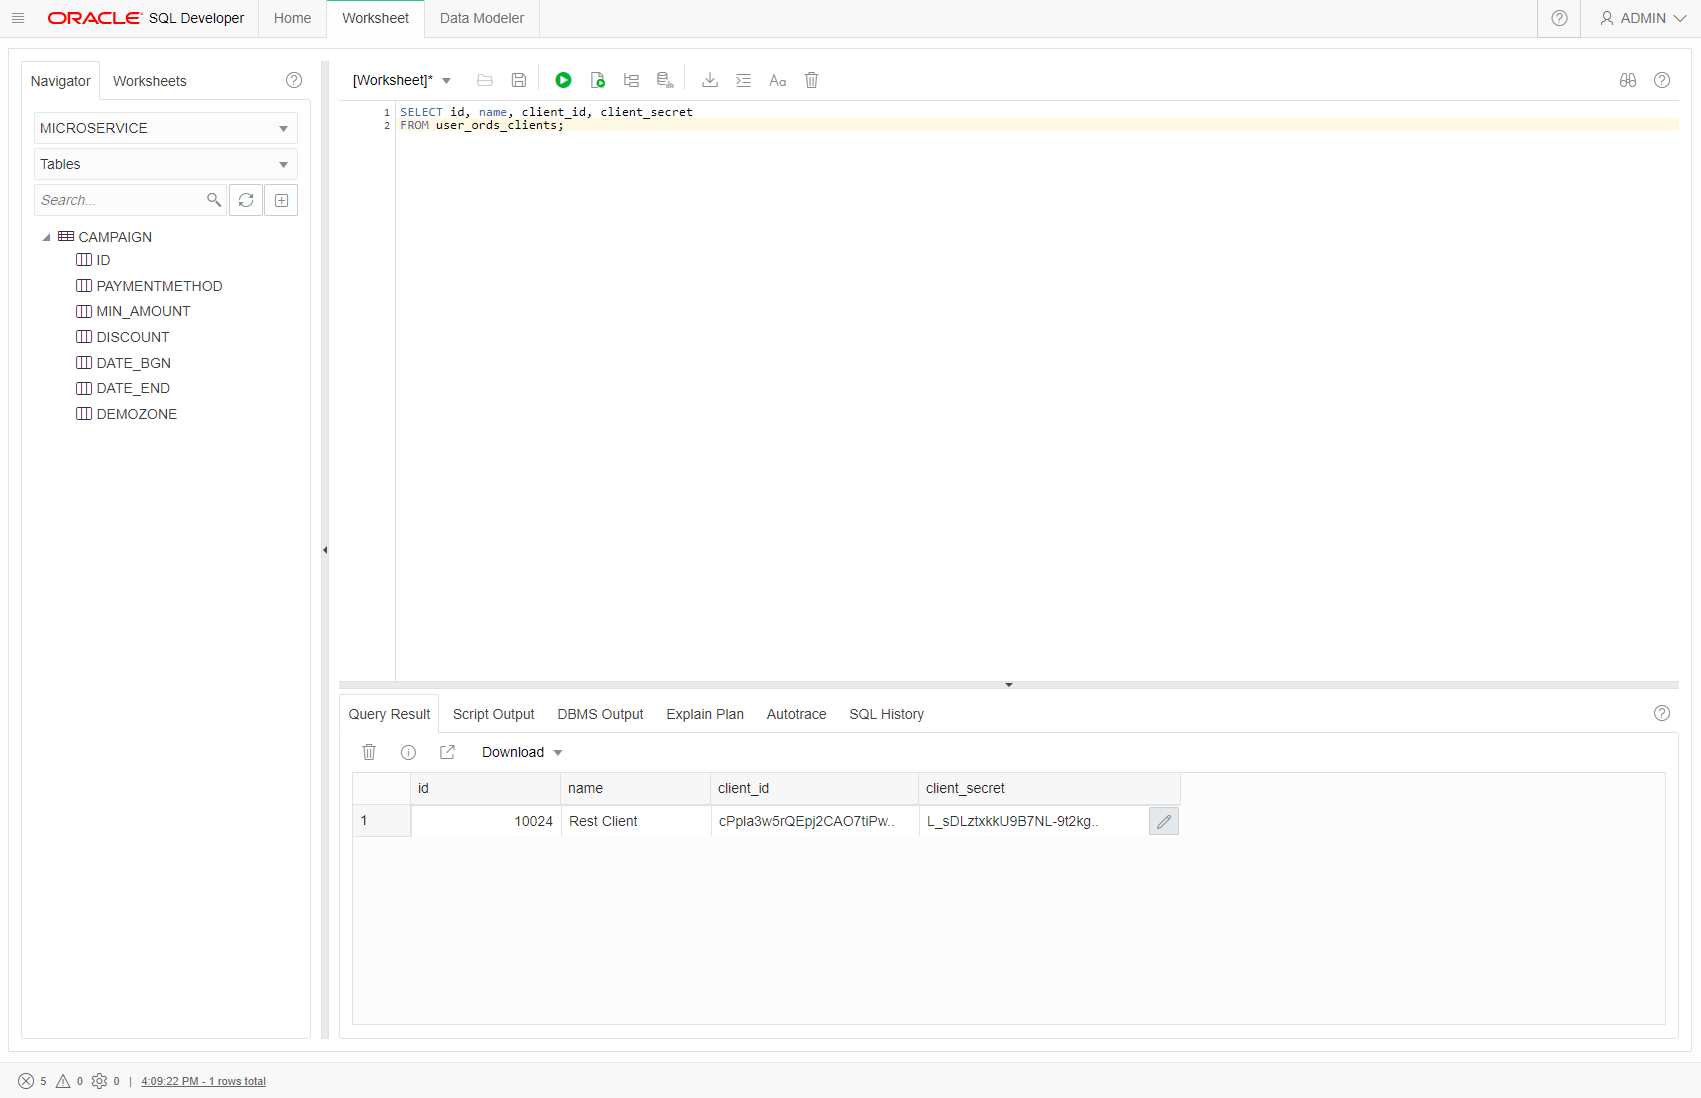 ORACLE SQL Developer Home Worksheet Data Modeler ADMIN
Navigator Worksheets
MICROSERVICE
Tables
Search...
CAMPAIGN
ID
PAYMENTMETHOD
MIN_AMOUNT
DISCOUNT
DATE_BGN
DATE_END
DEMOZONE
[Worksheet]* Aa
1 SELECT id, name, client_id, client_secret
2 FROM user_ords_clients;
Query Result Script Output DBMS Output Explain Plan Autotrace SQL History
Download
id name client_id client_secret
1 10024 Rest Client cPpla3w5rQEpj2CAO7tiPw.. L_sDLztxkkU9B7NL-9t2kg..
5 0 0 | 4:09:22 PM - 1 rows total